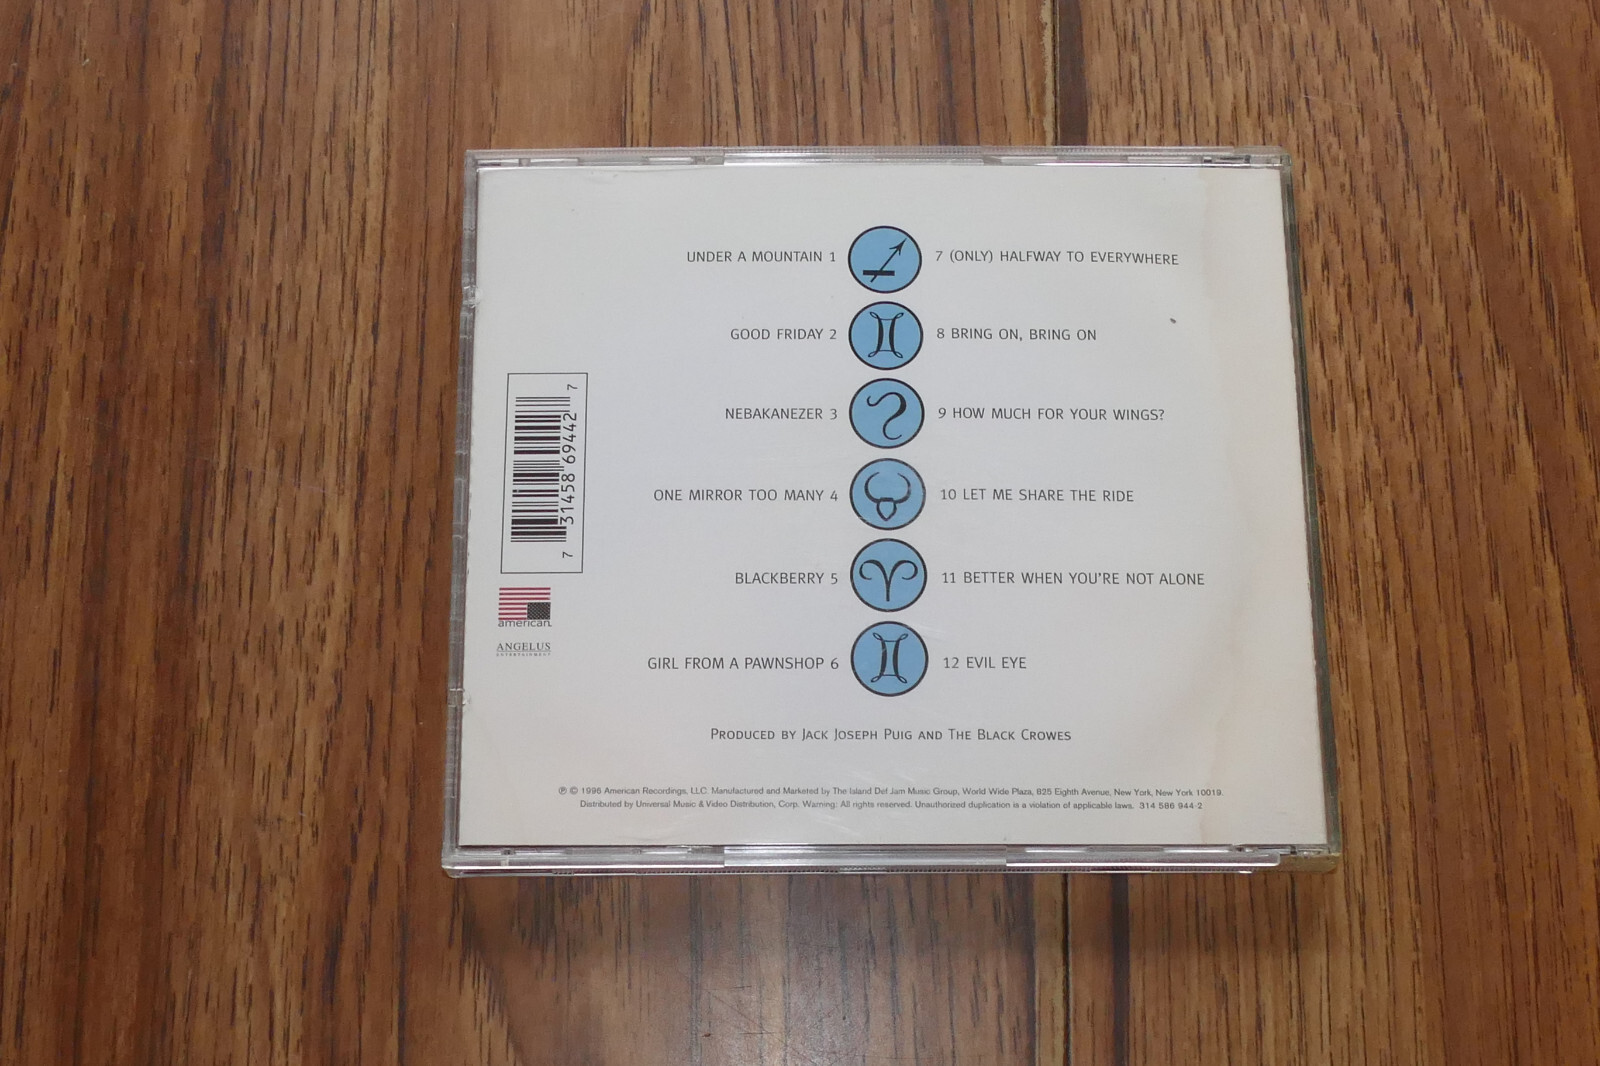 UNDER A MOUNTAIN 1
GOOD FRIDAY 2
NEBAKANEZER 3
ONE MIRROR TOO MANY 4
BLACKBERRY 5
GIRL FROM A PAWNSHOP 6
7 (ONLY) HALFWAY TO EVERYWHERE
8 BRING ON, BRING ON
9 HOW MUCH FOR YOUR WINGS?
10 LET ME SHARE THE RIDE
11 BETTER WHEN YOU'RE NOT ALONE
12 EVIL EYE
7 31458 69442 7
american
ANGELUS
ENTERTAINMENT
PRODUCED BY JACK JOSEPH PUIG AND THE BLACK CROWES
℗ © 1996 American Recordings, LLC. Manufactured and Marketed by The Island Def Jam Music Group, World Wide Plaza, 825 Eighth Avenue, New York, New York 10019.
Distributed by Universal Music & Video Distribution, Corp. Warning: All rights reserved. Unauthorized duplication is a violation of applicable laws. 314 586 944-2